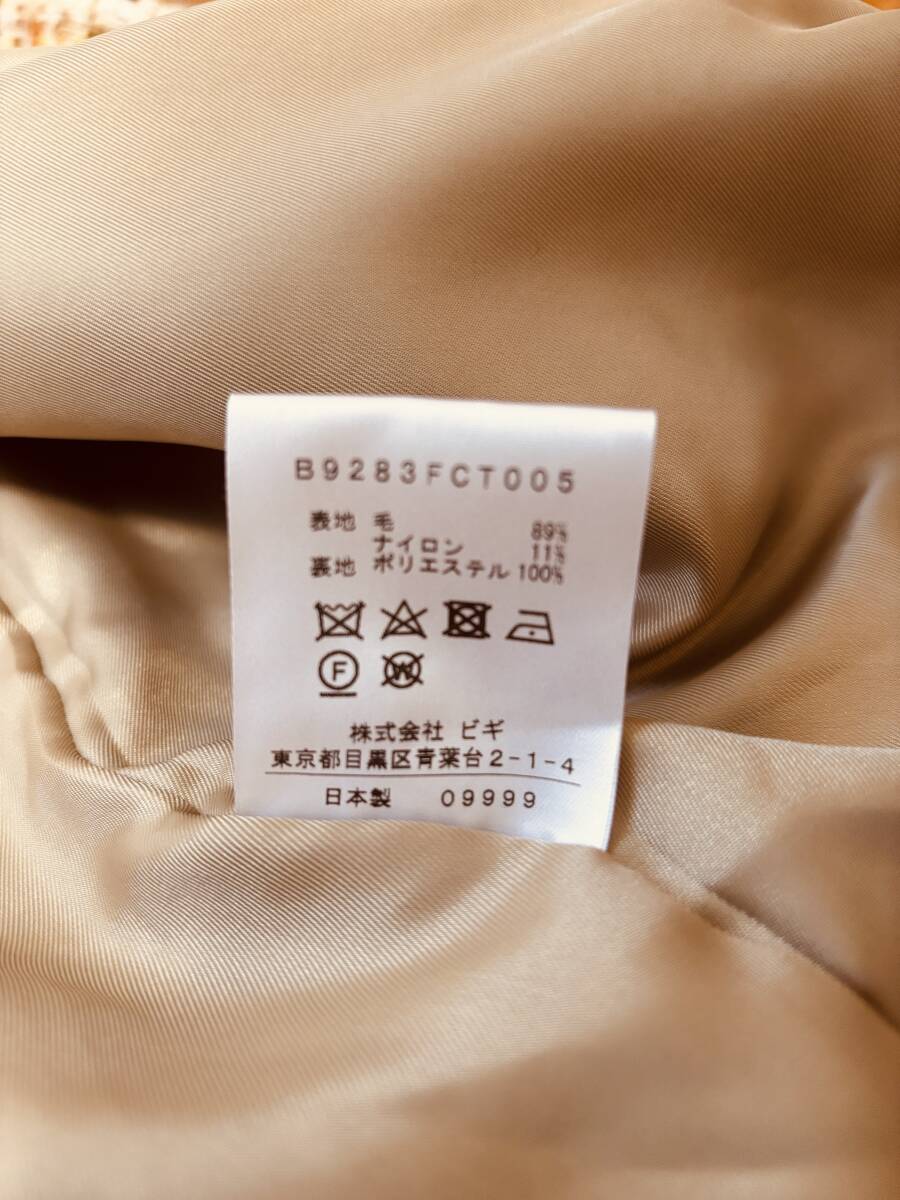 B9283FCT005
表地 毛 89%
ナイロン 11%
裏地 ポリエステル 100%
F W
株式会社 ビギ
東京都目黒区青葉台2-1-4
日本製 09999